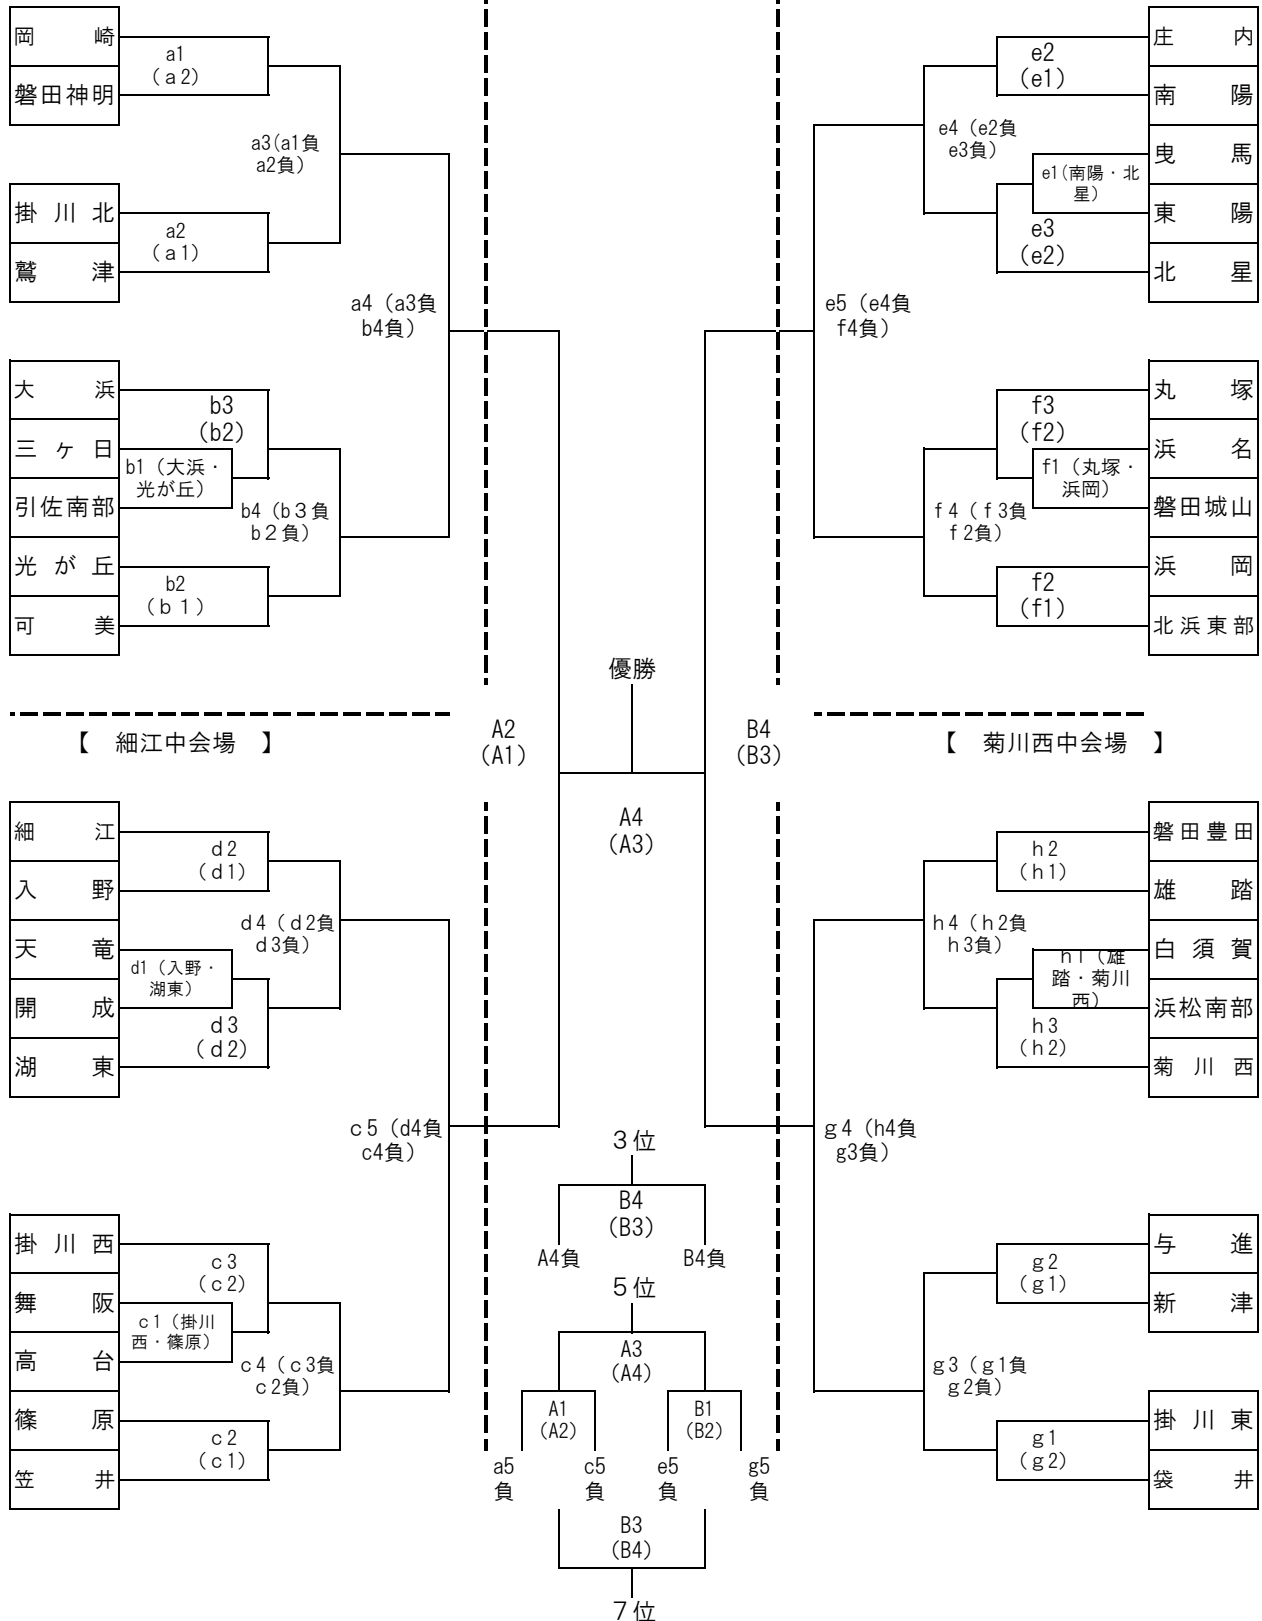 岡崎
a1
(a2)
磐田神明
a3(a1負
a2負)
掛川北
a2
(a1)
鷲津
a4 (a3負
b4負)
大浜
b3
(b2)
三ヶ日
b1 (大浜・
光が丘)
引佐南部
b4 (b3負
b2負)
光が丘
b2
(b1)
可美
庄内
e2
(e1)
南陽
e4 (e2負
e3負)
曳馬
e1(南陽・北
星)
東陽
e3
(e2)
北星
e5 (e4負
f4負)
丸塚
f3
(f2)
浜名
f1 (丸塚・
浜岡)
磐田城山
f4 (f3負
f2負)
浜岡
f2
(f1)
北浜東部
優勝
A2
(A1)
B4
(B3)
【 細江中会場 】
【 菊川西中会場 】
A4
(A3)
細江
d2
(d1)
入野
d4 (d2負
d3負)
天竜
d1 (入野・
湖東)
開成
d3
(d2)
湖東
c5 (d4負
c4負)
掛川西
c3
(c2)
舞阪
c1 (掛川
西・篠原)
高台
c4 (c3負
c2負)
篠原
c2
(c1)
笠井
磐田豊田
h2
(h1)
雄踏
h4 (h2負
h3負)
白須賀
h1 (雄
踏・菊川
西)
浜松南部
h3
(h2)
菊川西
g4 (h4負
g3負)
与進
g2
(g1)
新津
g3 (g1負
g2負)
掛川東
g1
(g2)
袋井
3位
B4
(B3)
A4負
B4負
5位
A3
(A4)
A1
(A2)
B1
(B2)
a5
負
c5
負
e5
負
g5
負
B3
(B4)
7位